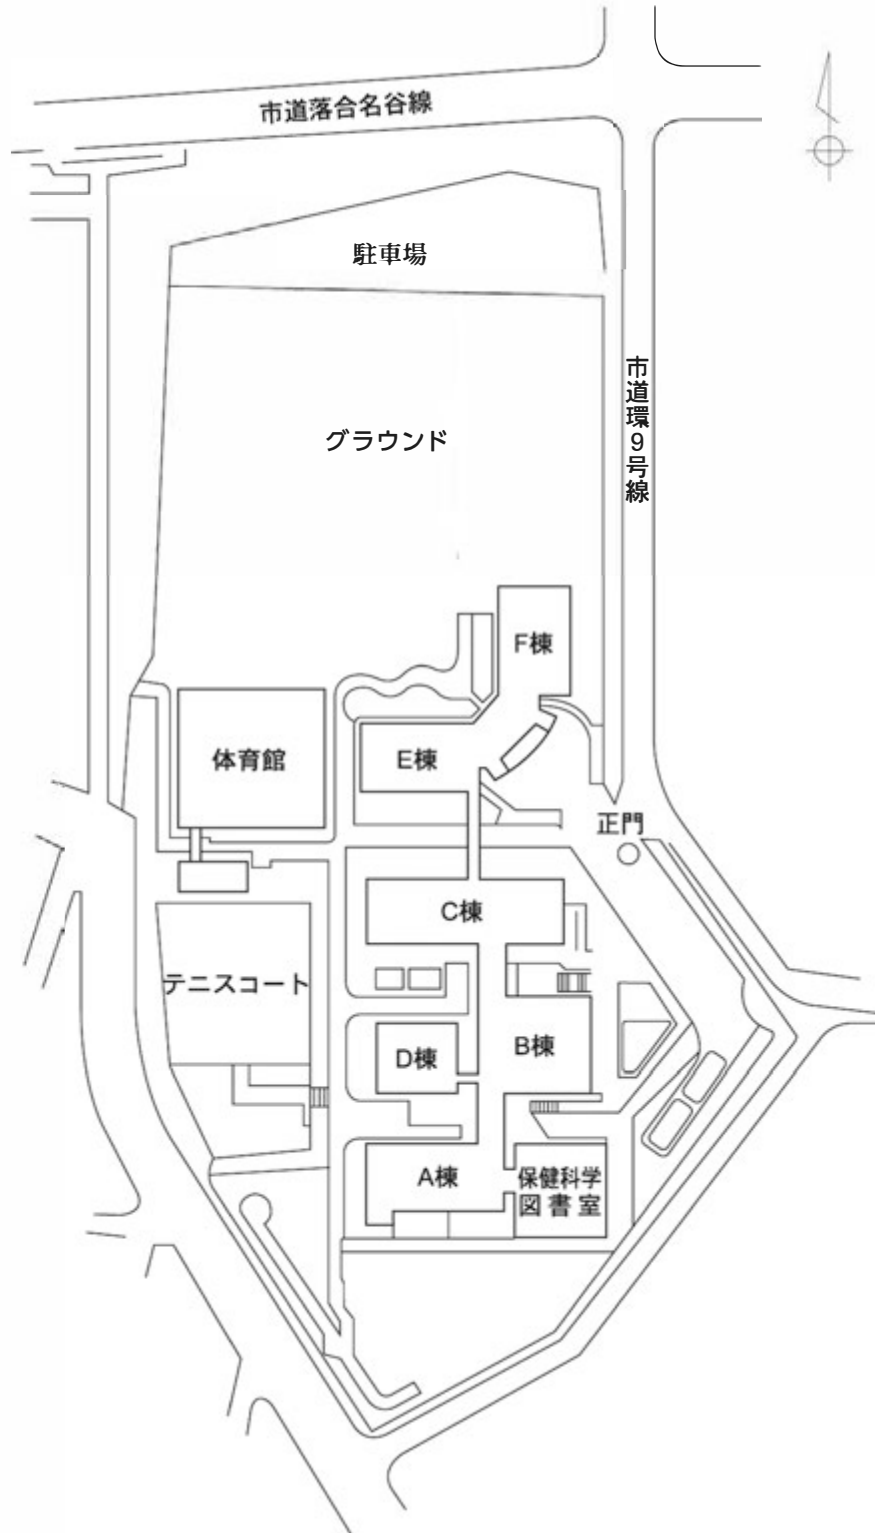 市道落合名谷線
駐車場
市道環9号線
グラウンド
F棟
体育館
E棟
正門
C棟
テニスコート
D棟
B棟
A棟
保健科学
図書室